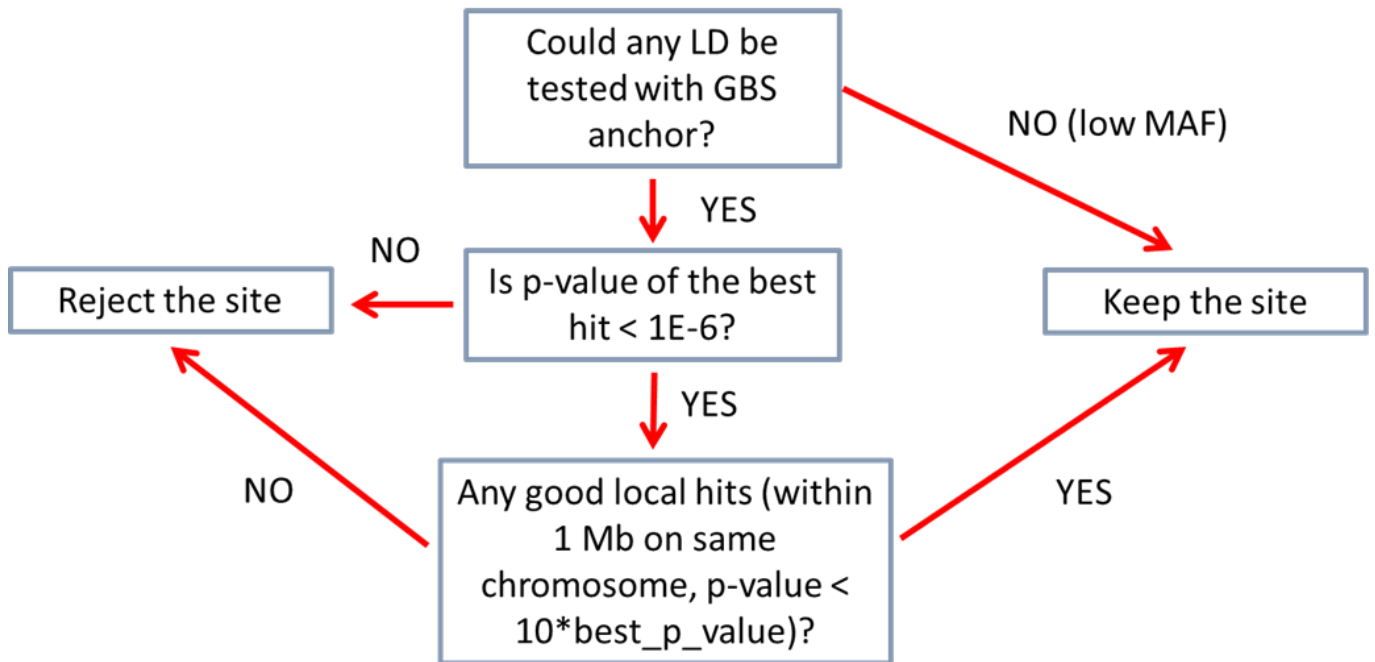 Could any LD be
tested with GBS
anchor?
NO (low MAF)
YES
NO
Reject the site
Is p-value of the best
hit < 1E-6?
Keep the site
YES
NO
Any good local hits (within
1 Mb on same
chromosome, p-value <
10*best_p_value)?
YES